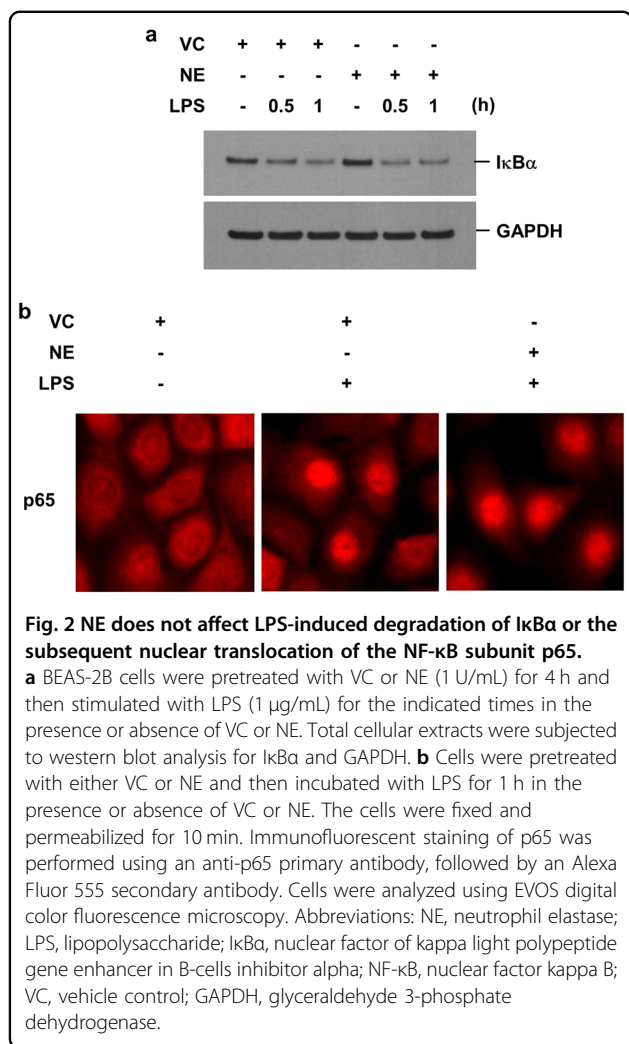 a VC + + + - - -
NE - - - + + +
LPS - 0.5 1 - 0.5 1 (h)
IκBα
GAPDH
b VC + + -
NE - - +
LPS - + +
p65
Fig. 2 NE does not affect LPS-induced degradation of IκBα or the
subsequent nuclear translocation of the NF-κB subunit p65.
a BEAS-2B cells were pretreated with VC or NE (1 U/mL) for 4 h and
then stimulated with LPS (1 µg/mL) for the indicated times in the
presence or absence of VC or NE. Total cellular extracts were subjected
to western blot analysis for IκBα and GAPDH. b Cells were pretreated
with either VC or NE and then incubated with LPS for 1 h in the
presence or absence of VC or NE. The cells were fixed and
permeabilized for 10 min. Immunofluorescent staining of p65 was
performed using an anti-p65 primary antibody, followed by an Alexa
Fluor 555 secondary antibody. Cells were analyzed using EVOS digital
color fluorescence microscopy. Abbreviations: NE, neutrophil elastase;
LPS, lipopolysaccharide; IκBα, nuclear factor of kappa light polypeptide
gene enhancer in B-cells inhibitor alpha; NF-κB, nuclear factor kappa B;
VC, vehicle control; GAPDH, glyceraldehyde 3-phosphate
dehydrogenase.